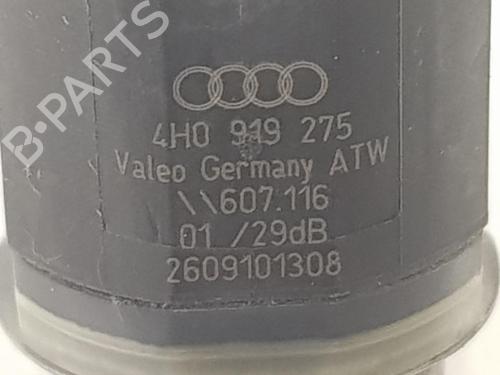 B-PARTS
4H0 919 275
Valeo Germany ATW
\\607.116
01 /29dB
2609101308